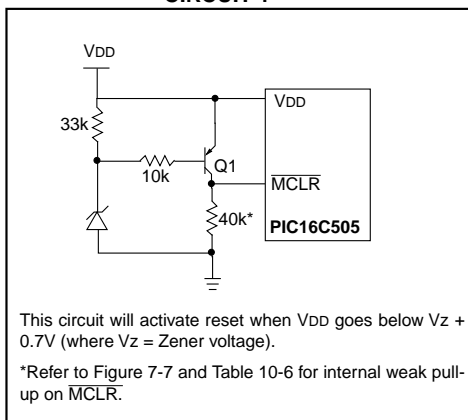 VDD
33k
10k
Q1
40k*
VDD
MCLR
PIC16C505
This circuit will activate reset when VDD goes below Vz +
0.7V (where Vz = Zener voltage).
*Refer to Figure 7-7 and Table 10-6 for internal weak pull-
up on MCLR.